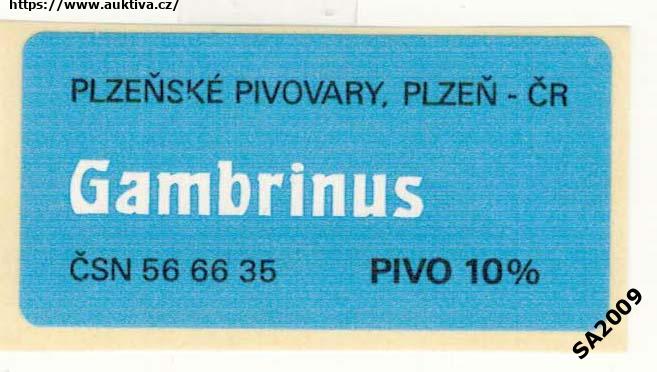 https://www.auktiva.cz/
PLZEŇSKÉ PIVOVARY, PLZEŇ - ČR
Gambrinus
ČSN 56 66 35 PIVO 10%
SA2009